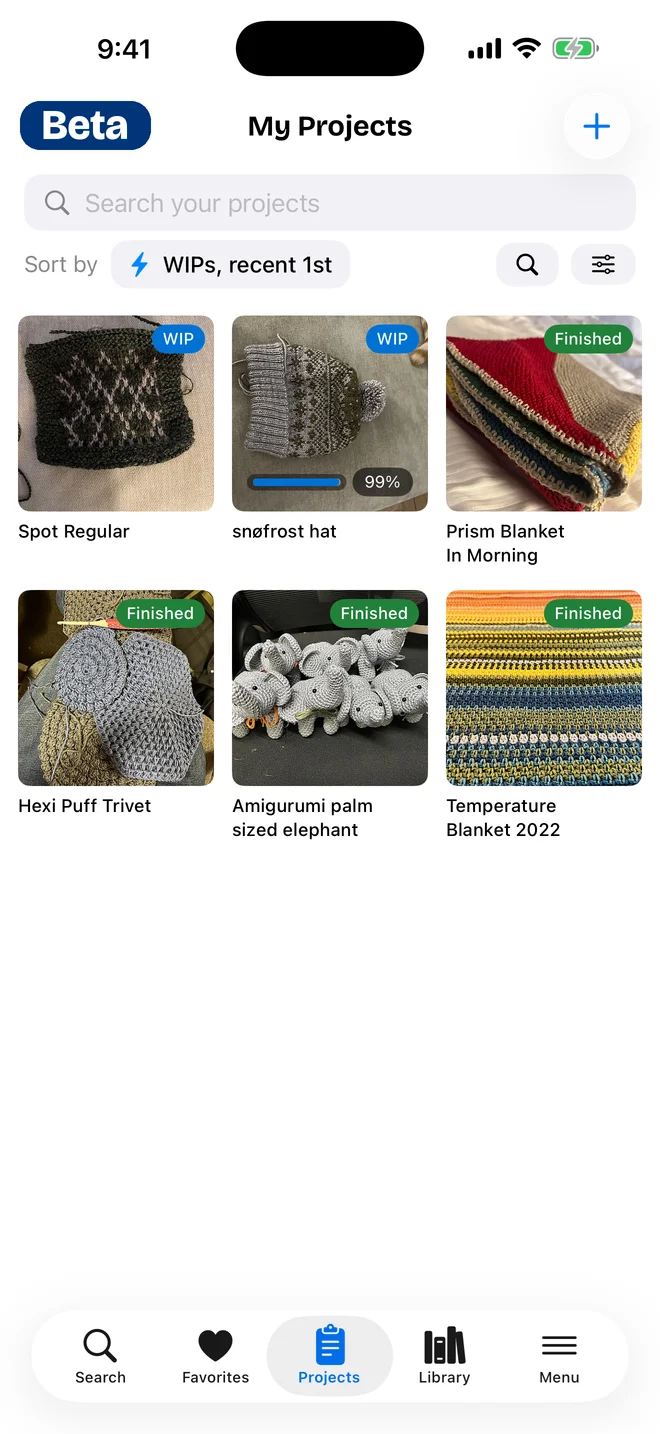 9:41
Beta
My Projects
Search your projects
Sort by
WIPs, recent 1st
WIP
WIP
Finished
99%
Spot Regular
snøfrost hat
Prism Blanket
In Morning
Finished
Finished
Finished
Hexi Puff Trivet
Amigurumi palm
sized elephant
Temperature
Blanket 2022
Search
Favorites
Projects
Library
Menu